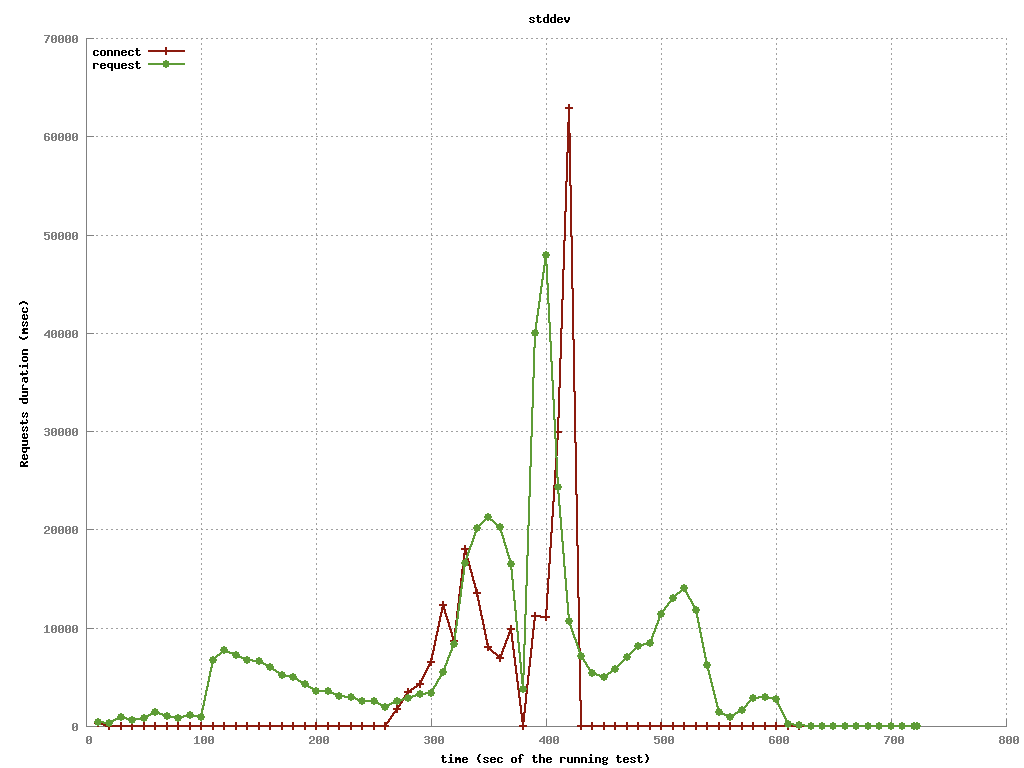 stddev
70000
connect
request
60000
50000
40000
30000
20000
10000
0
Requests duration (msec)
0 100 200 300 400 500 600 700 800
time (sec of the running test)